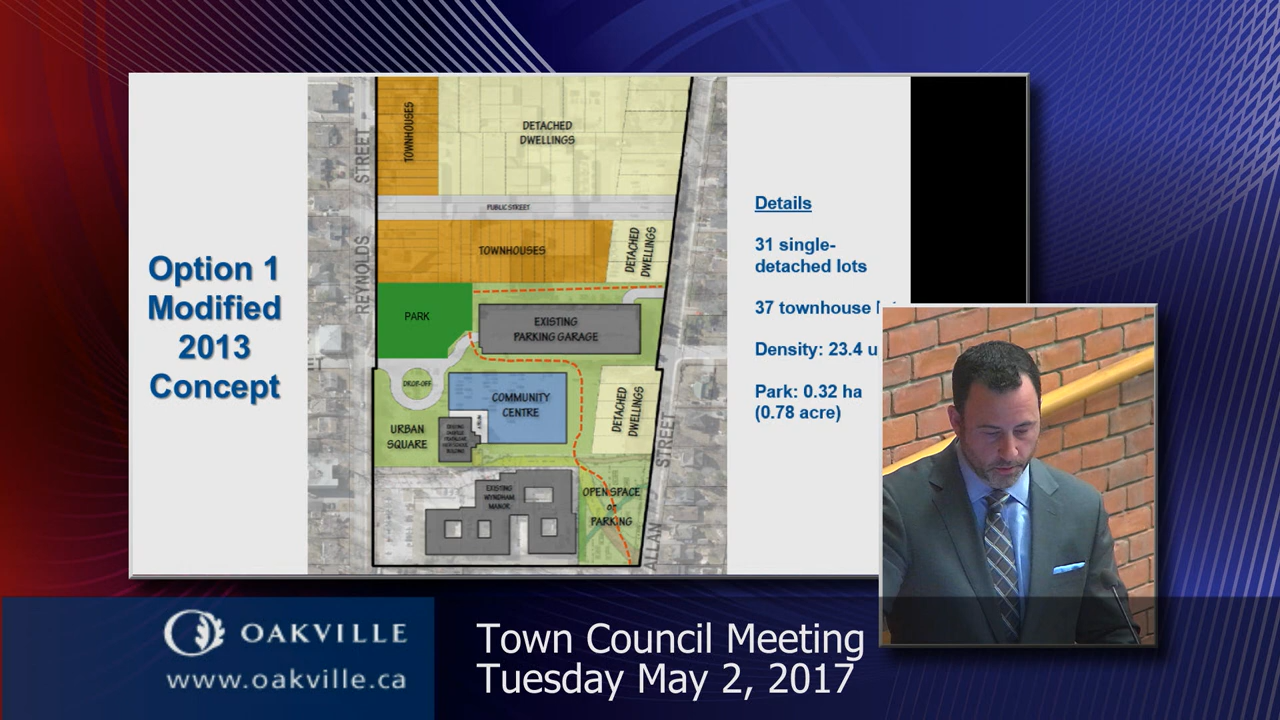 Option 1
Modified
2013
Concept
TOWNHOUSES
DETACHED
DWELLINGS
REYNOLDS STREET
PUBLIC STREET
TOWNHOUSES
DETACHED
DWELLINGS
PARK
EXISTING
PARKING GARAGE
DROP-OFF
COMMUNITY
CENTRE
DETACHED
DWELLINGS
URBAN
SQUARE
EXISTING
WYNDHAM
MANOR
OPEN SPACE
or
PARKING
ALLAN STREET
Details
31 single-
detached lots
37 townhouse
Density: 23.4 u
Park: 0.32 ha
(0.78 acre)
OAKVILLE
www.oakville.ca
Town Council Meeting
Tuesday May 2, 2017